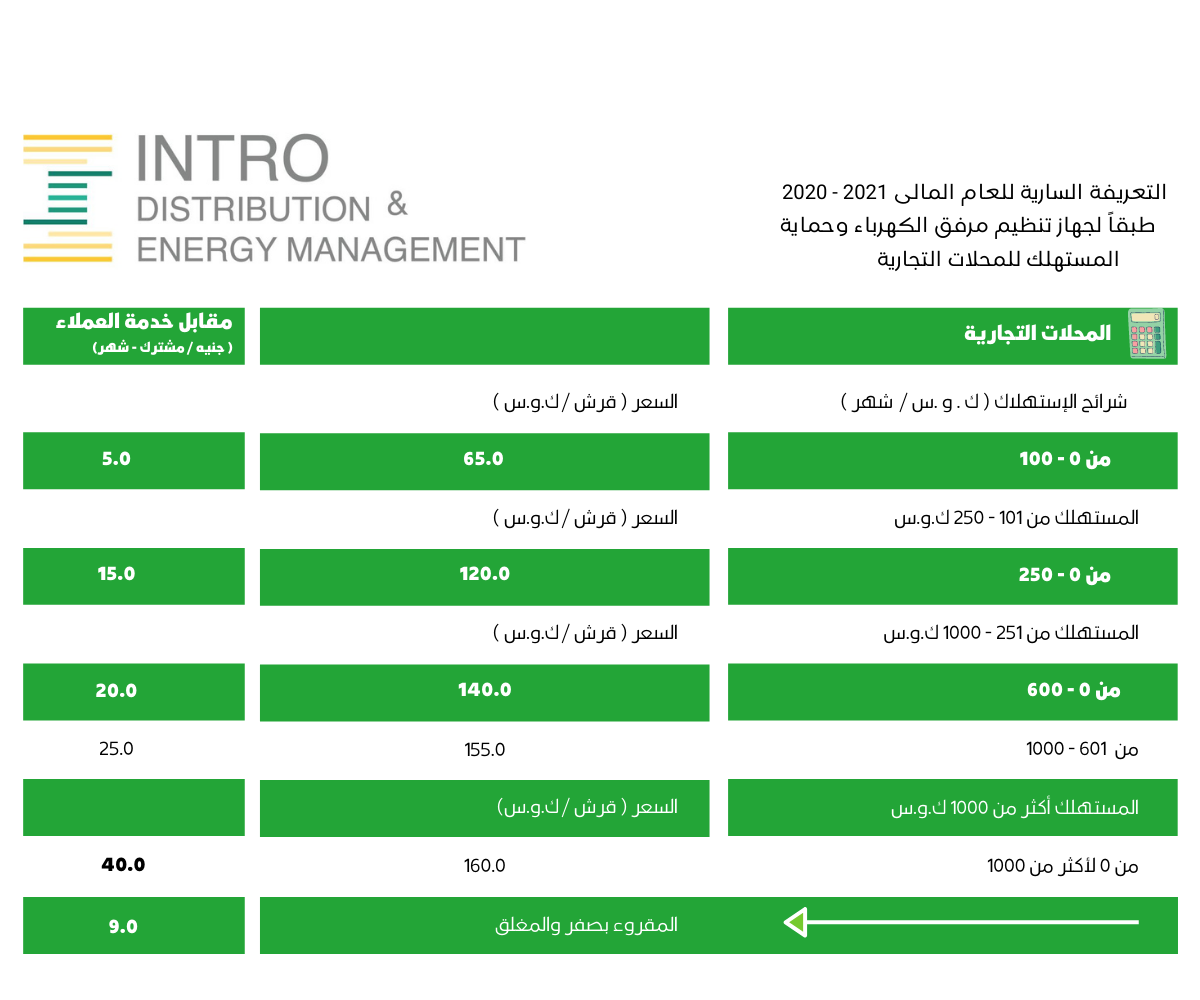 INTRO
DISTRIBUTION &
ENERGY MANAGEMENT
التعريفة السارية للعام المالى 2021 - 2020
طبقاً لجهاز تنظيم مرفق الكهرباء وحماية
المستهلك للمحلات التجارية
المحلات التجارية
مقابل خدمة العملاء
( جنيه / مشترك - شهر)
شرائح الإستهلاك ( ك . و .س / شهر ) السعر ( قرش /ك.و.س )
من 0 - 100 65.0 5.0
المستهلك من 101 - 250 ك.و.س السعر ( قرش /ك.و.س )
من 0 - 250 120.0 15.0
المستهلك من 251 - 1000 ك.و.س السعر ( قرش /ك.و.س )
من 0 - 600 140.0 20.0
من 601 - 1000 155.0 25.0
المستهلك أكثر من 1000 ك.و.س السعر ( قرش /ك.و.س)
من 0 لأكثر من 1000 160.0 40.0
المقروء بصفر والمغلق 9.0